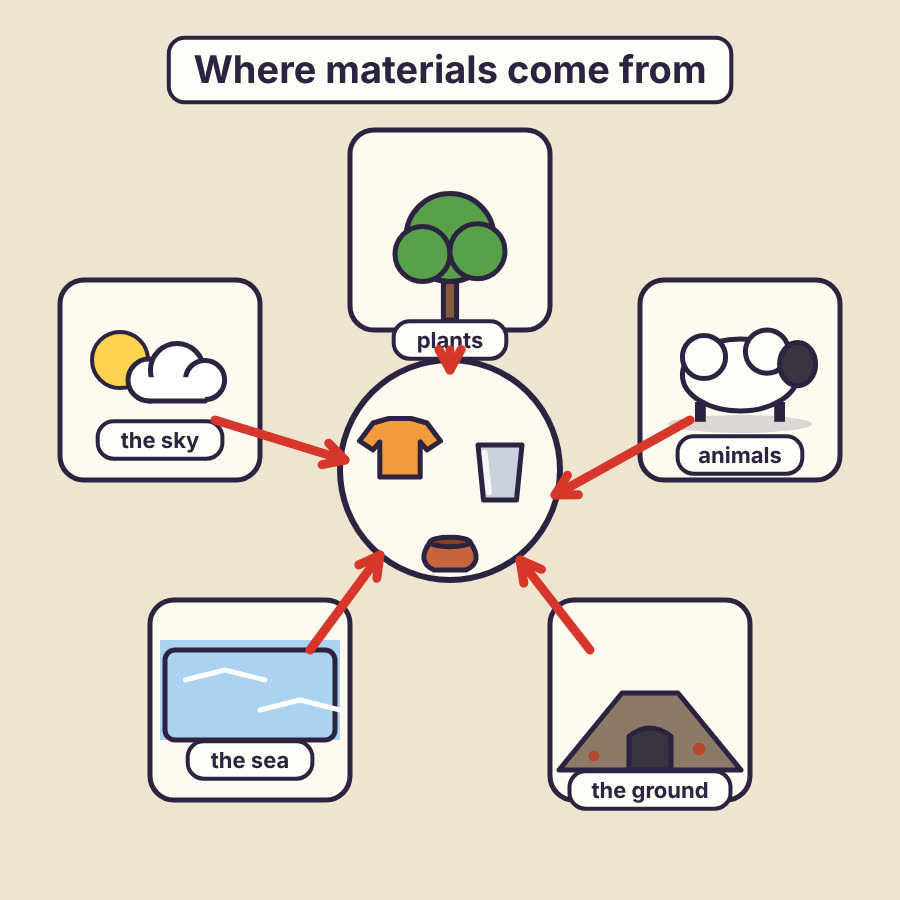 Where materials come from
plants
the sky
animals
the sea
the ground